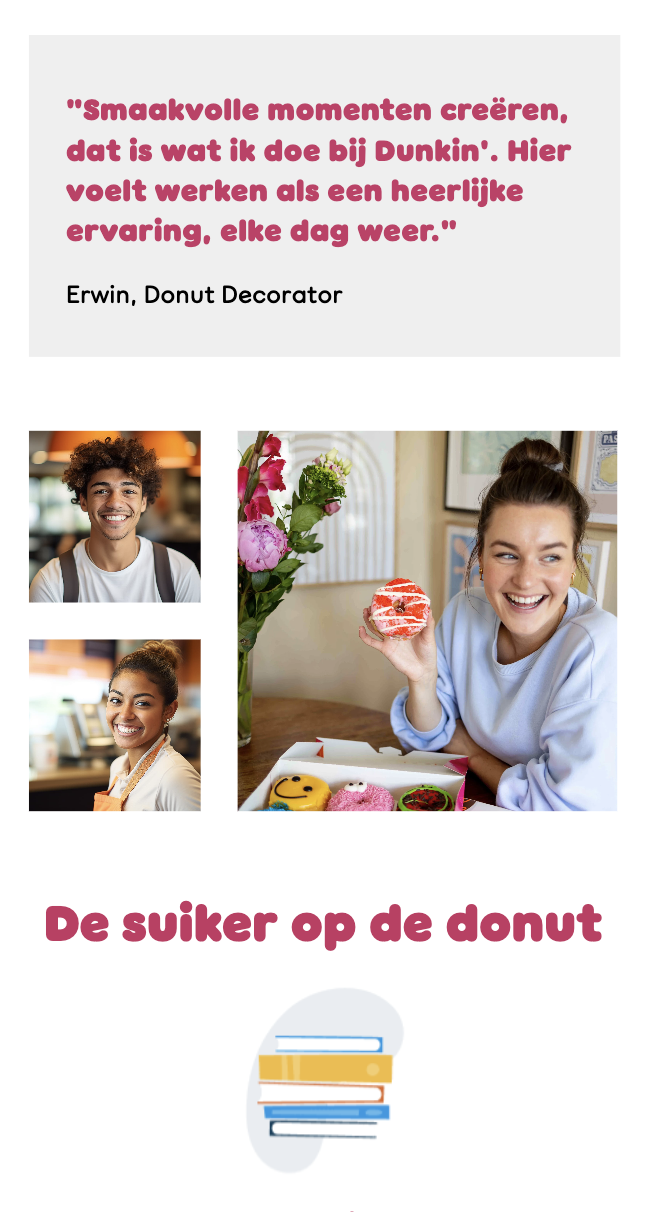 "Smaakvolle momenten creëren,
dat is wat ik doe bij Dunkin'. Hier
voelt werken als een heerlijke
ervaring, elke dag weer."
Erwin, Donut Decorator
PAS
De suiker op de donut